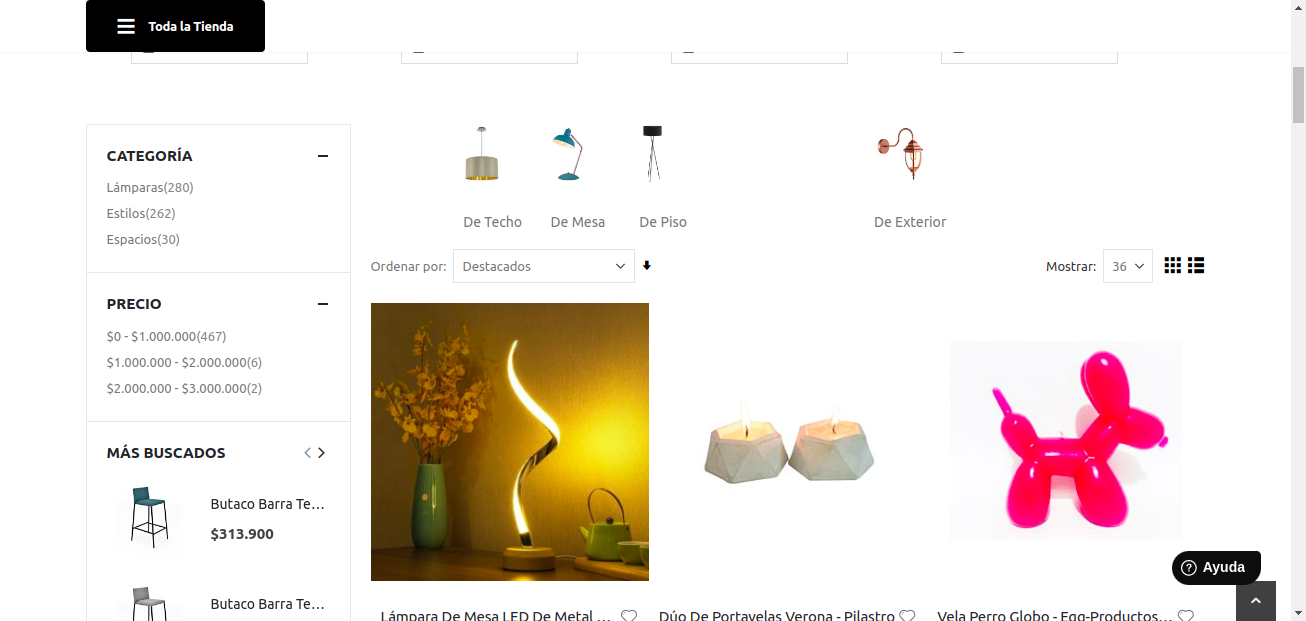 Toda la Tienda
CATEGORÍA
Lámparas(280)
Estilos(262)
Espacios(30)
PRECIO
$0 - $1.000.000(467)
$1.000.000 - $2.000.000(6)
$2.000.000 - $3.000.000(2)
MÁS BUSCADOS
Butaco Barra Te...
$313.900
Butaco Barra Te...
De Techo
De Mesa
De Piso
De Exterior
Ordenar por:
Destacados
Mostrar:
36
Lámpara De Mesa LED De Metal ...
Dúo De Portavelas Verona - Pilastro
Vela Perro Globo - Egg-Productos...
Ayuda